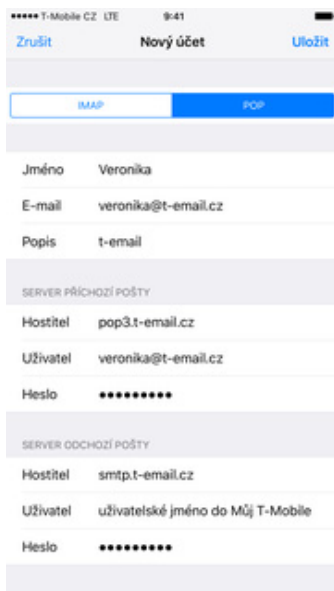 T-Mobile CZ LTE 9:41
Zrušit Nový účet Uložit
IMAP POP
Jméno Veronika
E-mail veronika@t-email.cz
Popis t-email
SERVER PŘÍCHOZÍ POŠTY
Hostitel pop3.t-email.cz
Uživatel veronika@t-email.cz
Heslo •••••••••
SERVER ODCHOZÍ POŠTY
Hostitel smtp.t-email.cz
Uživatel uživatelské jméno do Můj T-Mobile
Heslo •••••••••